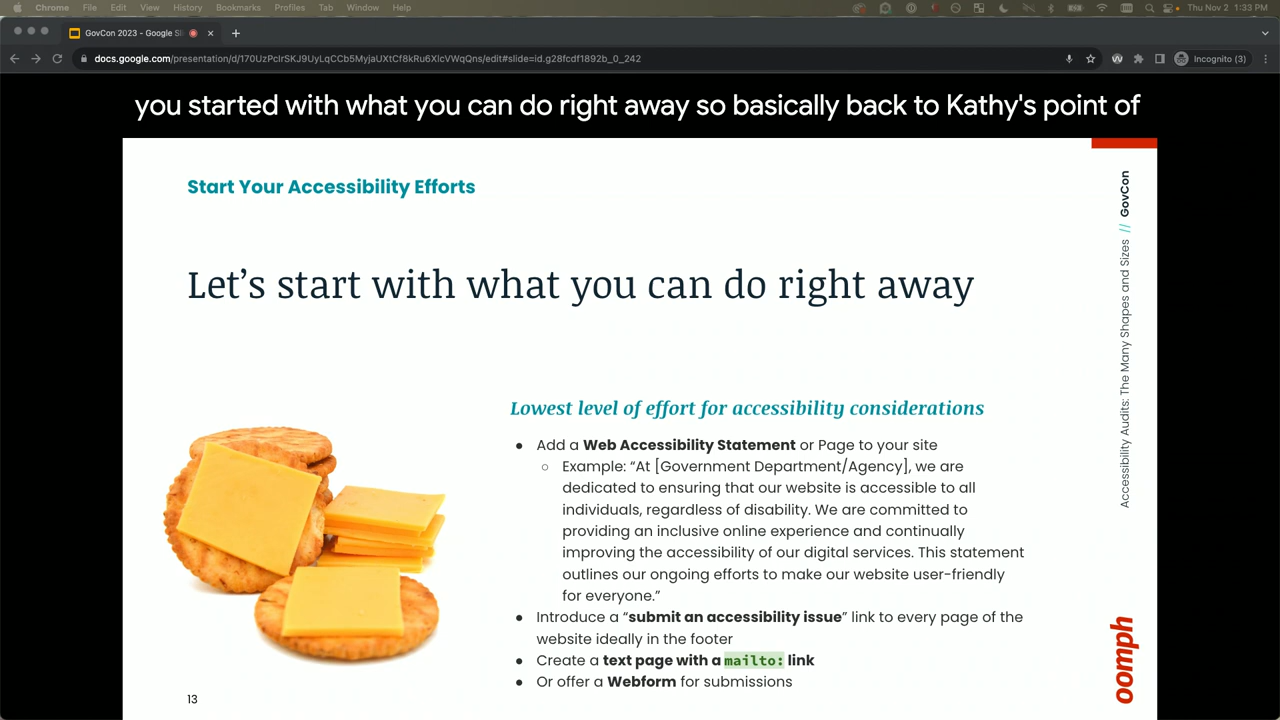 Chrome File Edit View History Bookmarks Profiles Tab Window Help
Thu Nov 2 1:33 PM
GovCon 2023 - Google Sl
docs.google.com/presentation/d/170UzPclrSKJ9UyLqCCb5MyjaUXtCf8kRu6XlcVWqQns/edit#slide=id.g28fcdf1892b_0_242
Incognito (3)
you started with what you can do right away so basically back to Kathy's point of
Start Your Accessibility Efforts
Let’s start with what you can do right away
Lowest level of effort for accessibility considerations
● Add a Web Accessibility Statement or Page to your site
○ Example: “At [Government Department/Agency], we are
dedicated to ensuring that our website is accessible to all
individuals, regardless of disability. We are committed to
providing an inclusive online experience and continually
improving the accessibility of our digital services. This statement
outlines our ongoing efforts to make our website user-friendly
for everyone.”
● Introduce a “submit an accessibility issue” link to every page of the
website ideally in the footer
● Create a text page with a mailto: link
● Or offer a Webform for submissions
13
Accessibility Audits: The Many Shapes and Sizes // GovCon
oomph